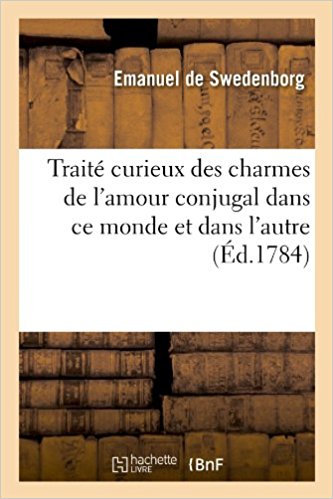 Emanuel de Swedenborg
Traité curieux des charmes
de l'amour conjugal dans
ce monde et dans l'autre
(Éd.1784)
hachette
LIVRE
{BnF